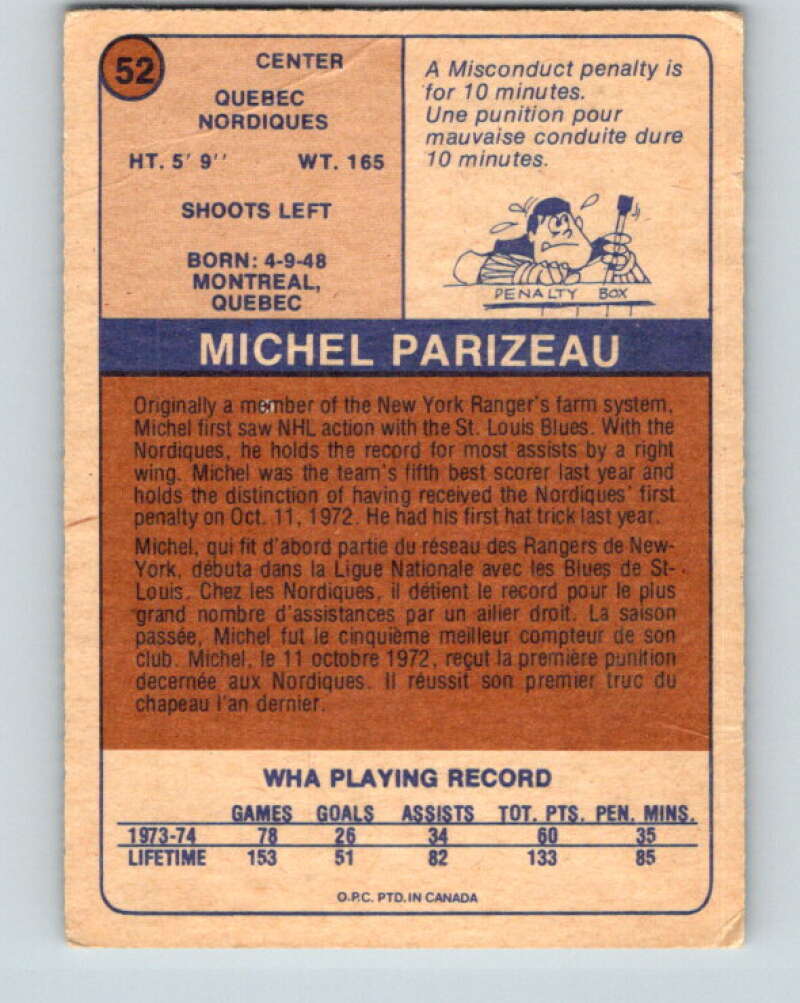 52
CENTER
QUEBEC
NORDIQUES
HT. 5' 9''  WT. 165
SHOOTS LEFT
BORN: 4-9-48
MONTREAL,
QUEBEC
A Misconduct penalty is
for 10 minutes.
Une punition pour
mauvaise conduite dure
10 minutes.
PENALTY BOX
MICHEL PARIZEAU
Originally a member of the New York Ranger's farm system,
Michel first saw NHL action with the St. Louis Blues. With the
Nordiques, he holds the record for most assists by a right
wing. Michel was the team's fifth best scorer last year and
holds the distinction of having received the Nordiques' first
penalty on Oct. 11, 1972. He had his first hat trick last year.
Michel, qui fit d'abord partie du réseau des Rangers de New-
York, débuta dans la Ligue Nationale avec les Blues de St-
Louis. Chez les Nordiques, il détient le record pour le plus
grand nombre d'assistances par un ailier droit. La saison
passée, Michel fut le cinquième meilleur compteur de son
club. Michel, le 11 octobre 1972, reçut la première punition
decernée aux Nordiques. Il réussit son premier truc du
chapeau l'an dernier.
WHA PLAYING RECORD
GAMES GOALS ASSISTS TOT. PTS. PEN. MINS.
1973-74 78 26 34 60 35
LIFETIME 153 51 82 133 85
O.P.C. PTD. IN CANADA